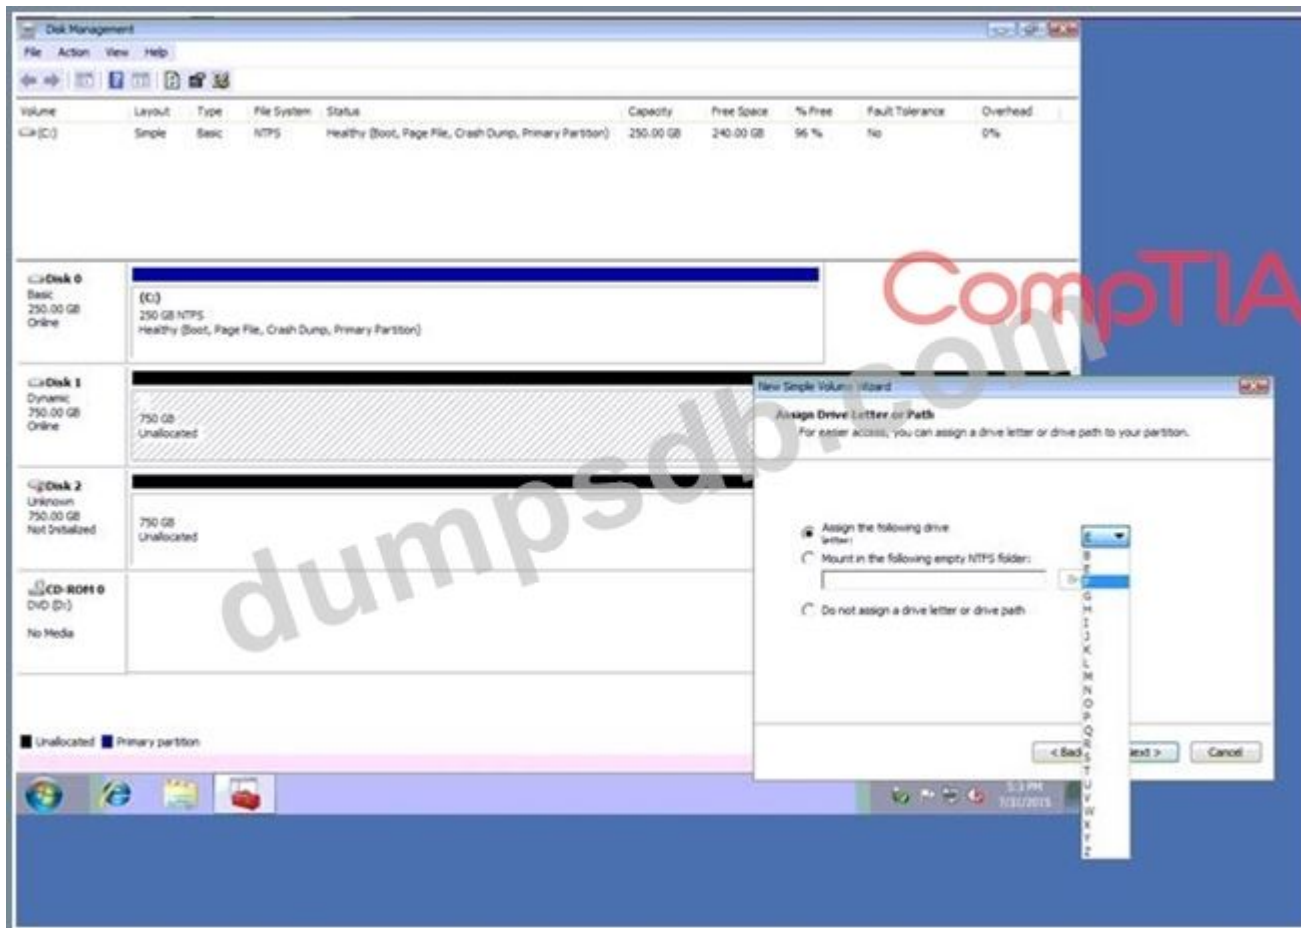 Disk Management
File Action View Help
Volume Layout Type File System Status Capacity Free Space % Free Fault Tolerance Overhead
(C:) Simple Basic NTFS Healthy (Boot, Page File, Crash Dump, Primary Partition) 250.00 GB 240.00 GB 96 % No 0%
CompTIA
dumpsdb.com
Disk 0
Basic
250.00 GB
Online
(C:)
250 GB NTFS
Healthy (Boot, Page File, Crash Dump, Primary Partition)
Disk 1
Dynamic
750.00 GB
Online
750 GB
Unallocated
Disk 2
Unknown
750.00 GB
Not Initialized
750 GB
Unallocated
CD-ROM 0
DVD (D:)
No Media
Unallocated Primary partition
New Simple Volume Wizard
Assign Drive Letter or Path
For easier access, you can assign a drive letter or drive path to your partition.
Assign the following drive
letter:
Mount in the following empty NTFS folder:
Do not assign a drive letter or drive path
B
E
F
G
H
I
J
K
L
M
N
O
P
Q
R
S
T
U
V
W
X
Y
Z
Cancel
7/31/2015